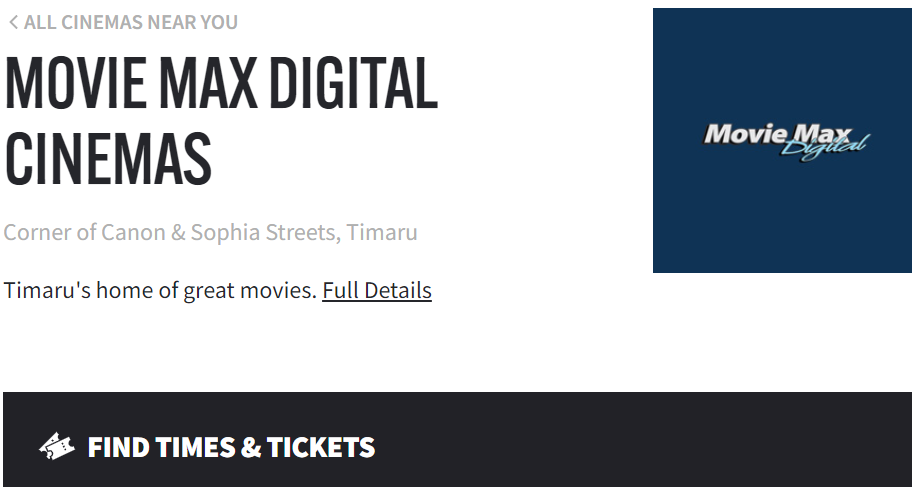 ALL CINEMAS NEAR YOU
MOVIE MAX DIGITAL
CINEMAS
Corner of Canon & Sophia Streets, Timaru
Timaru's home of great movies. Full Details
Movie Max
Digital
FIND TIMES & TICKETS